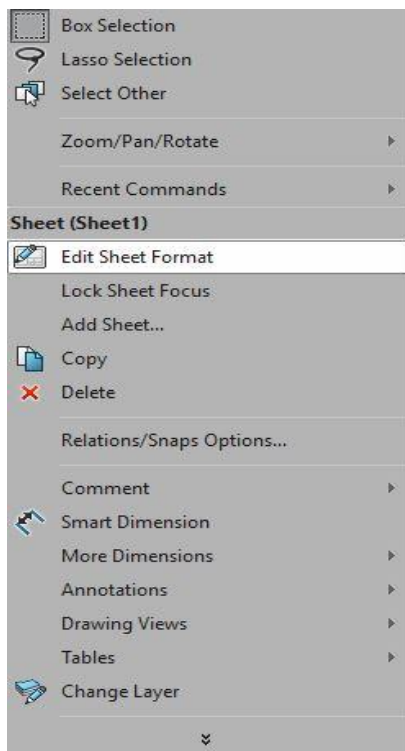 Box Selection
Lasso Selection
Select Other
Zoom/Pan/Rotate
Recent Commands
Sheet (Sheet1)
Edit Sheet Format
Lock Sheet Focus
Add Sheet...
Copy
Delete
Relations/Snaps Options...
Comment
Smart Dimension
More Dimensions
Annotations
Drawing Views
Tables
Change Layer